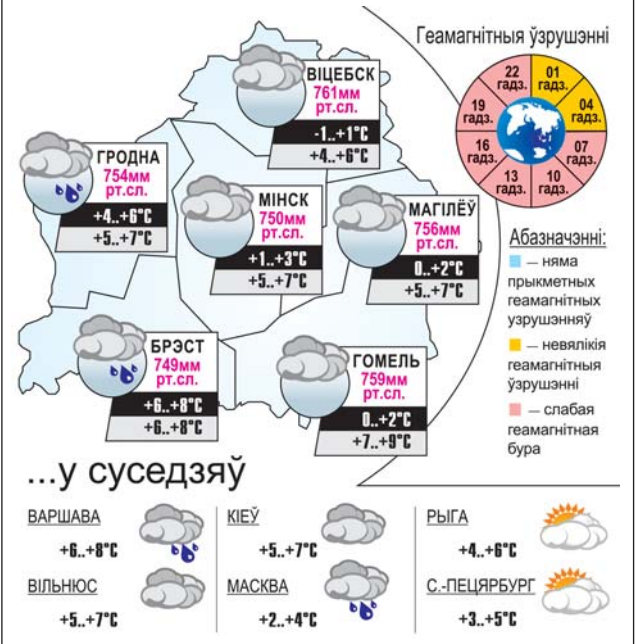 Геамагнітныя ўзрушэнні
22 гадз.
01 гадз.
04 гадз.
07 гадз.
10 гадз.
13 гадз.
16 гадз.
19 гадз.
ВІЦЕБСК
761мм
рт.сл.
-1..+1°C
+4..+6°C
ГРОДНА
754мм
рт.сл.
+4..+6°C
+5..+7°C
МІНСК
750мм
рт.сл.
+1..+3°C
+5..+7°C
МАГІЛЁЎ
756мм
рт.сл.
0..+2°C
+5..+7°C
БРЭСТ
749мм
рт.сл.
+6..+8°C
+6..+8°C
ГОМЕЛЬ
759мм
рт.сл.
0..+2°C
+7..+9°C
Абазначэнні:
— няма
прыкметных
геамагнітных
узрушэнняў
— невялікія
геамагнітныя
ўзрушэнні
— слабая
геамагнітная
бура
...у суседзяў
ВАРШАВА
+6..+8°C
КІЕЎ
+5..+7°C
РЫГА
+4..+6°C
ВІЛЬНЮС
+5..+7°C
МАСКВА
+2..+4°C
С.-ПЕЦЯРБУРГ
+3..+5°C